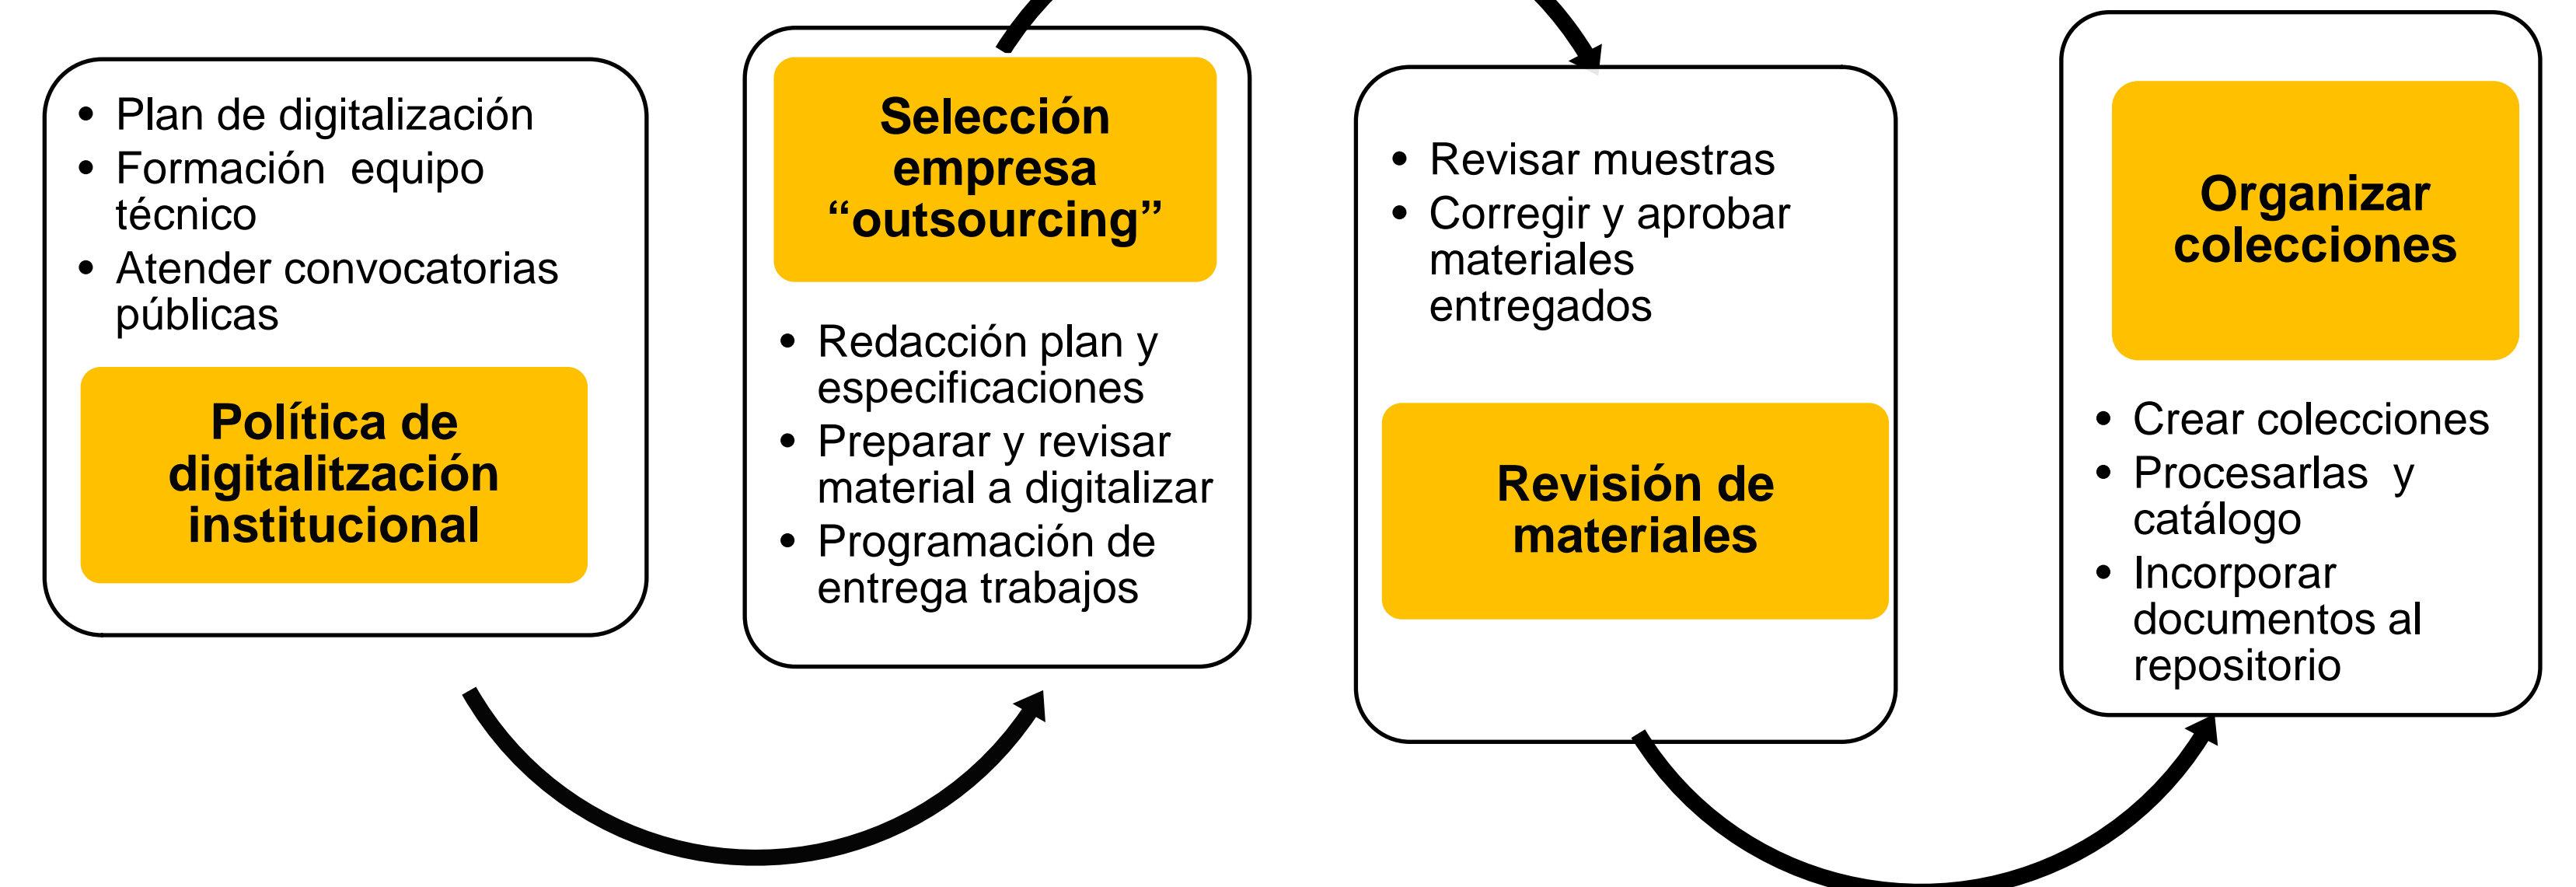 • Plan de digitalización
• Formación  equipo
técnico
• Atender convocatorias
públicas
Política de
digitalitzación
institucional
Selección
empresa
“outsourcing”
• Redacción plan y
especificaciones
• Preparar y revisar
material a digitalizar
• Programación de
entrega trabajos
• Revisar muestras
• Corregir y aprobar
materiales
entregados
Revisión de
materiales
Organizar
colecciones
• Crear colecciones
• Procesarlas  y
catálogo
• Incorporar
documentos al
repositorio